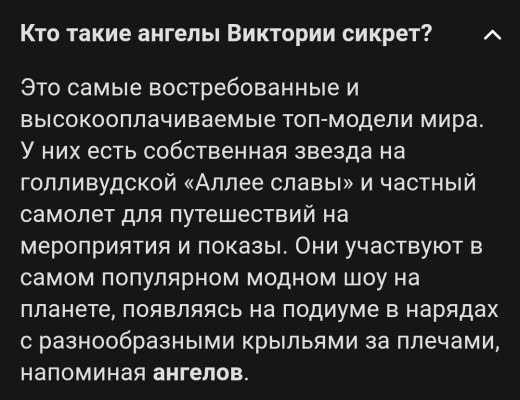 Кто такие ангелы Виктории сикрет?
Это самые востребованные и
высокооплачиваемые топ-модели мира.
У них есть собственная звезда на
голливудской «Аллее славы» и частный
самолет для путешествий на
мероприятия и показы. Они участвуют в
самом популярном модном шоу на
планете, появляясь на подиуме в нарядах
с разнообразными крыльями за плечами,
напоминая ангелов.